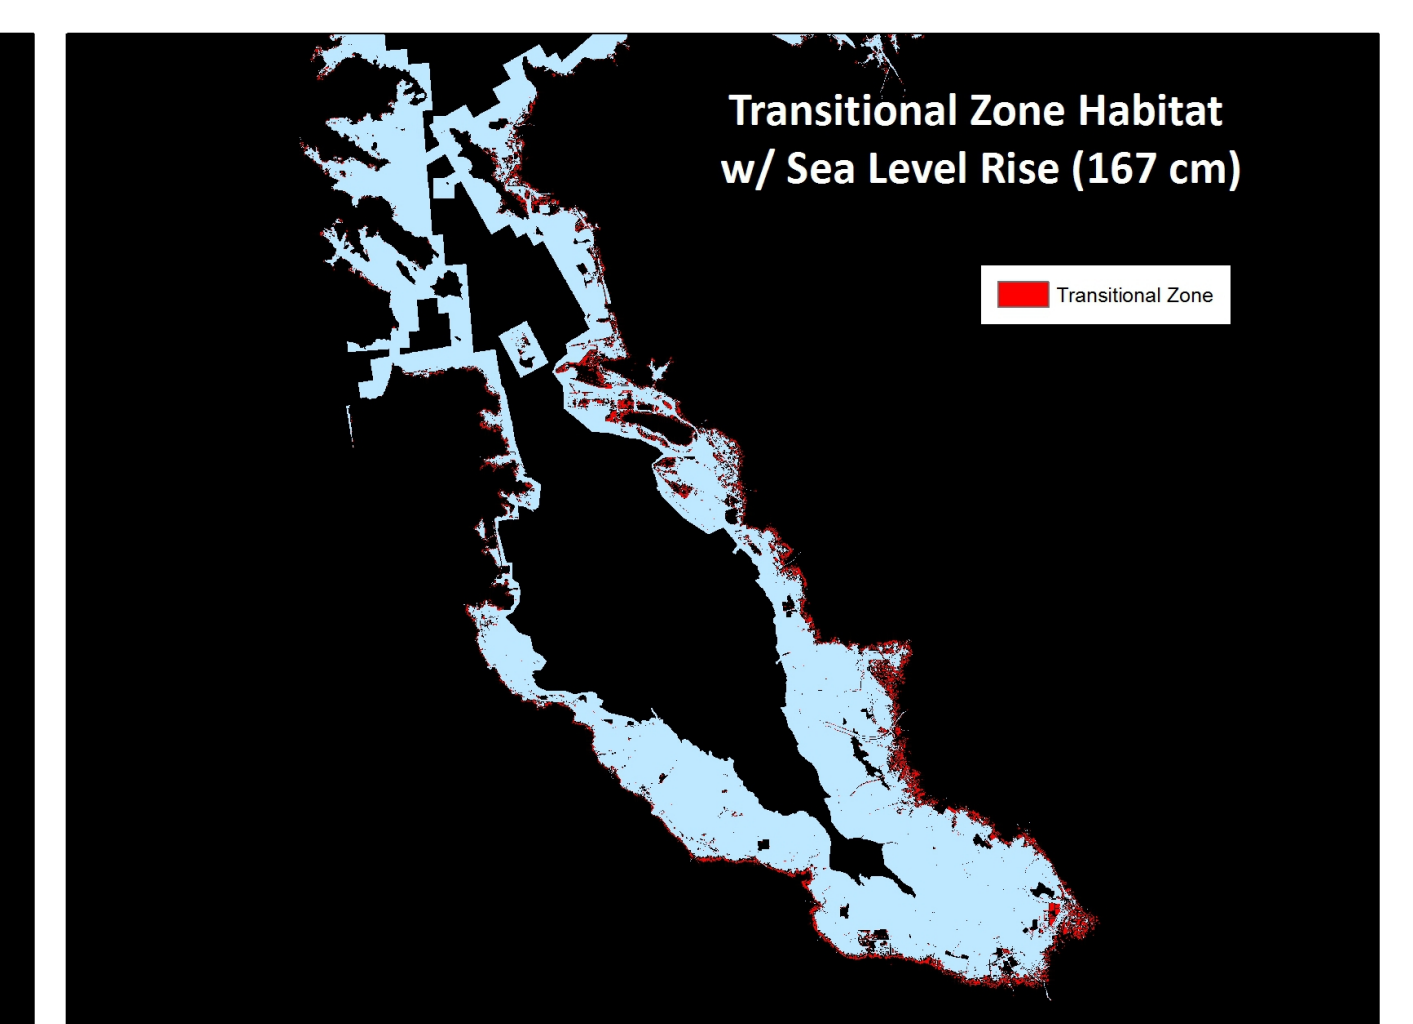 Transitional Zone Habitat
w/ Sea Level Rise (167 cm)
Transitional Zone